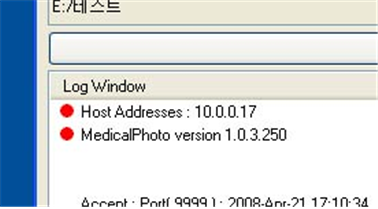 E:/테스트
Log Window
Host Addresses : 10.0.0.17
MedicalPhoto version 1.0.3.250
Accept : Port( 9999 ) : 2008-Apr-21 17:10:34